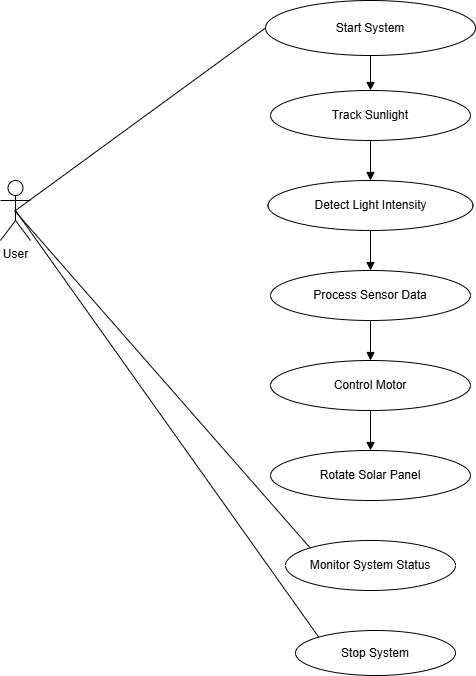 Start System
Track Sunlight
Detect Light Intensity
User
Process Sensor Data
Control Motor
Rotate Solar Panel
Monitor System Status
Stop System